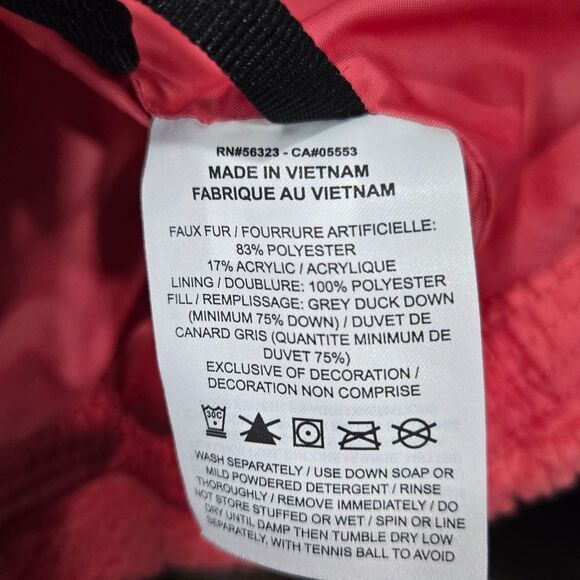 RN#56323 - CA#05553
MADE IN VIETNAM
FABRIQUE AU VIETNAM
FAUX FUR / FOURRURE ARTIFICIELLE:
83% POLYESTER
17% ACRYLIC / ACRYLIQUE
LINING / DOUBLURE: 100% POLYESTER
FILL / REMPLISSAGE: GREY DUCK DOWN
(MINIMUM 75% DOWN) / DUVET DE
CANARD GRIS (QUANTITE MINIMUM DE
DUVET 75%)
EXCLUSIVE OF DECORATION /
DECORATION NON COMPRISE
30C
WASH SEPARATELY / USE DOWN SOAP OR
MILD POWDERED DETERGENT / RINSE
THOROUGHLY / REMOVE IMMEDIATELY / DO
NOT STORE STUFFED OR WET / SPIN OR LINE
DRY UNTIL DAMP THEN TUMBLE DRY LOW
SEPARATELY, WITH TENNIS BALL TO AVOID